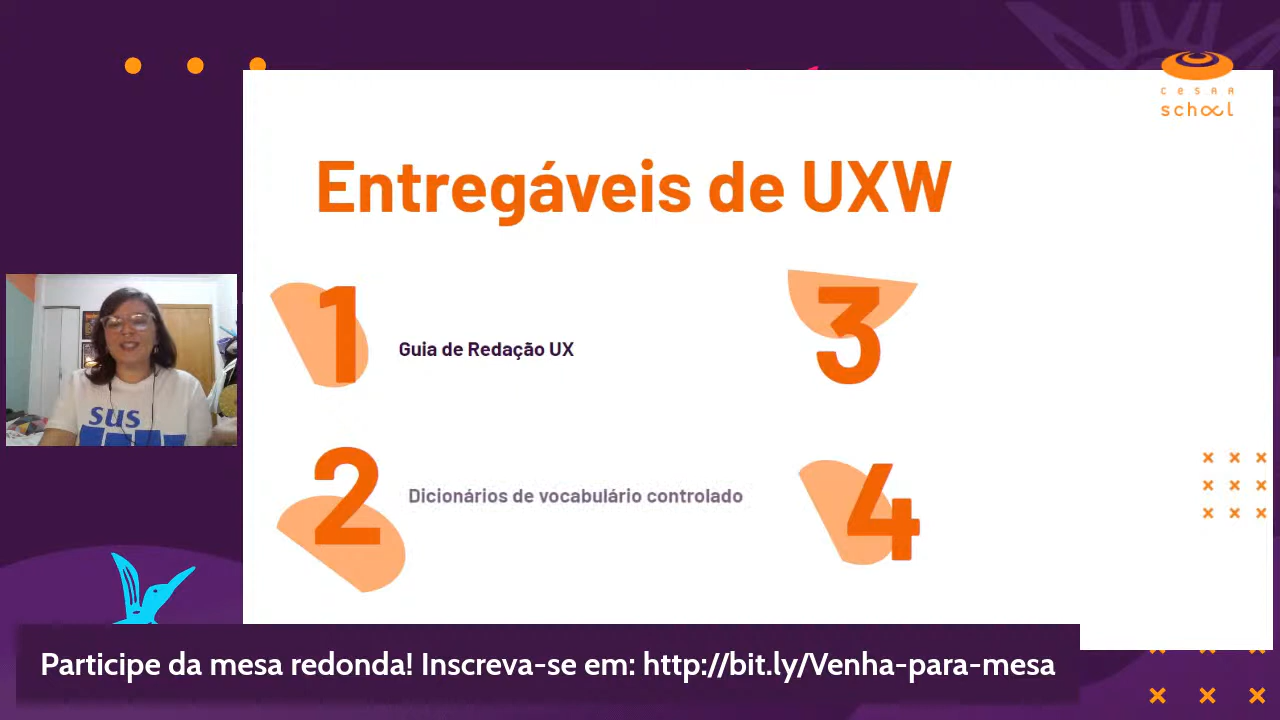 cesar
school
Entregáveis de UXW
1
Guia de Redação UX
2
Dicionários de vocabulário controlado
3
4
sus
Participe da mesa redonda! Inscreva-se em: http://bit.ly/Venha-para-mesa